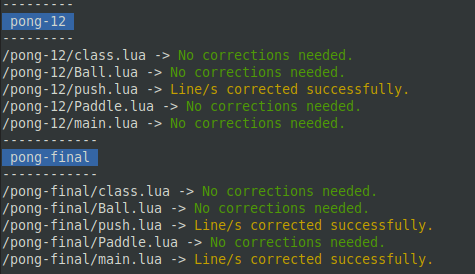 ---------
pong-12
---------
/pong-12/class.lua -> No corrections needed.
/pong-12/Ball.lua -> No corrections needed.
/pong-12/push.lua -> Line/s corrected successfully.
/pong-12/Paddle.lua -> No corrections needed.
/pong-12/main.lua -> No corrections needed.
------------
pong-final
------------
/pong-final/class.lua -> No corrections needed.
/pong-final/Ball.lua -> No corrections needed.
/pong-final/push.lua -> Line/s corrected successfully.
/pong-final/Paddle.lua -> No corrections needed.
/pong-final/main.lua -> Line/s corrected successfully.